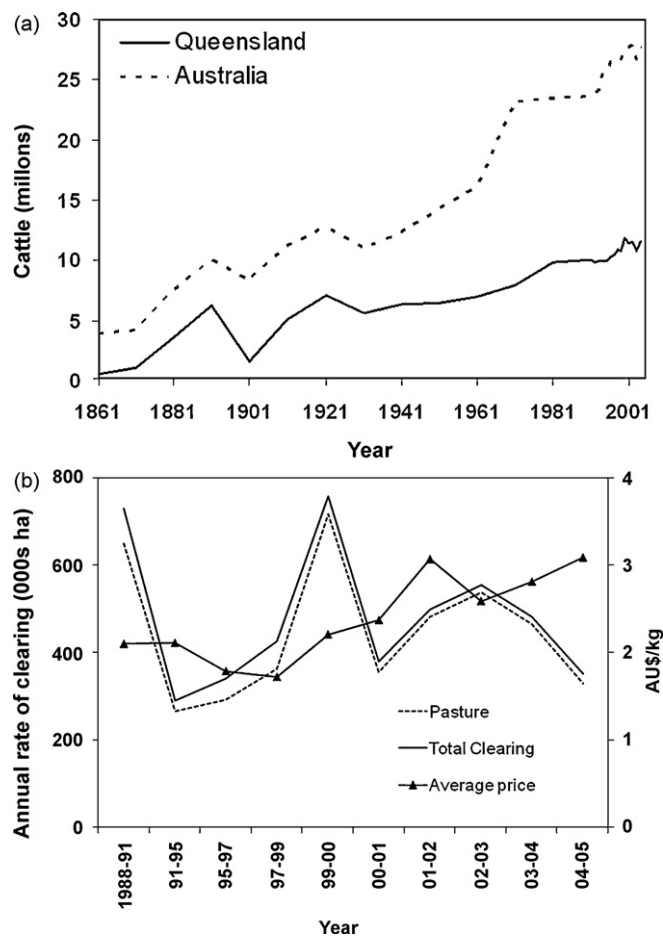 (a)
30
25
20
15
10
5
0
Cattle (millons)
Queensland
Australia
1861 1881 1901 1921 1941 1961 1981 2001
Year
(b)
800
600
400
200
0
Annual rate of clearing (000s ha)
4
3
2
1
0
AU$/kg
Pasture
Total Clearing
Average price
1988-91 91-95 95-97 97-99 99-00 00-01 01-02 02-03 03-04 04-05
Year